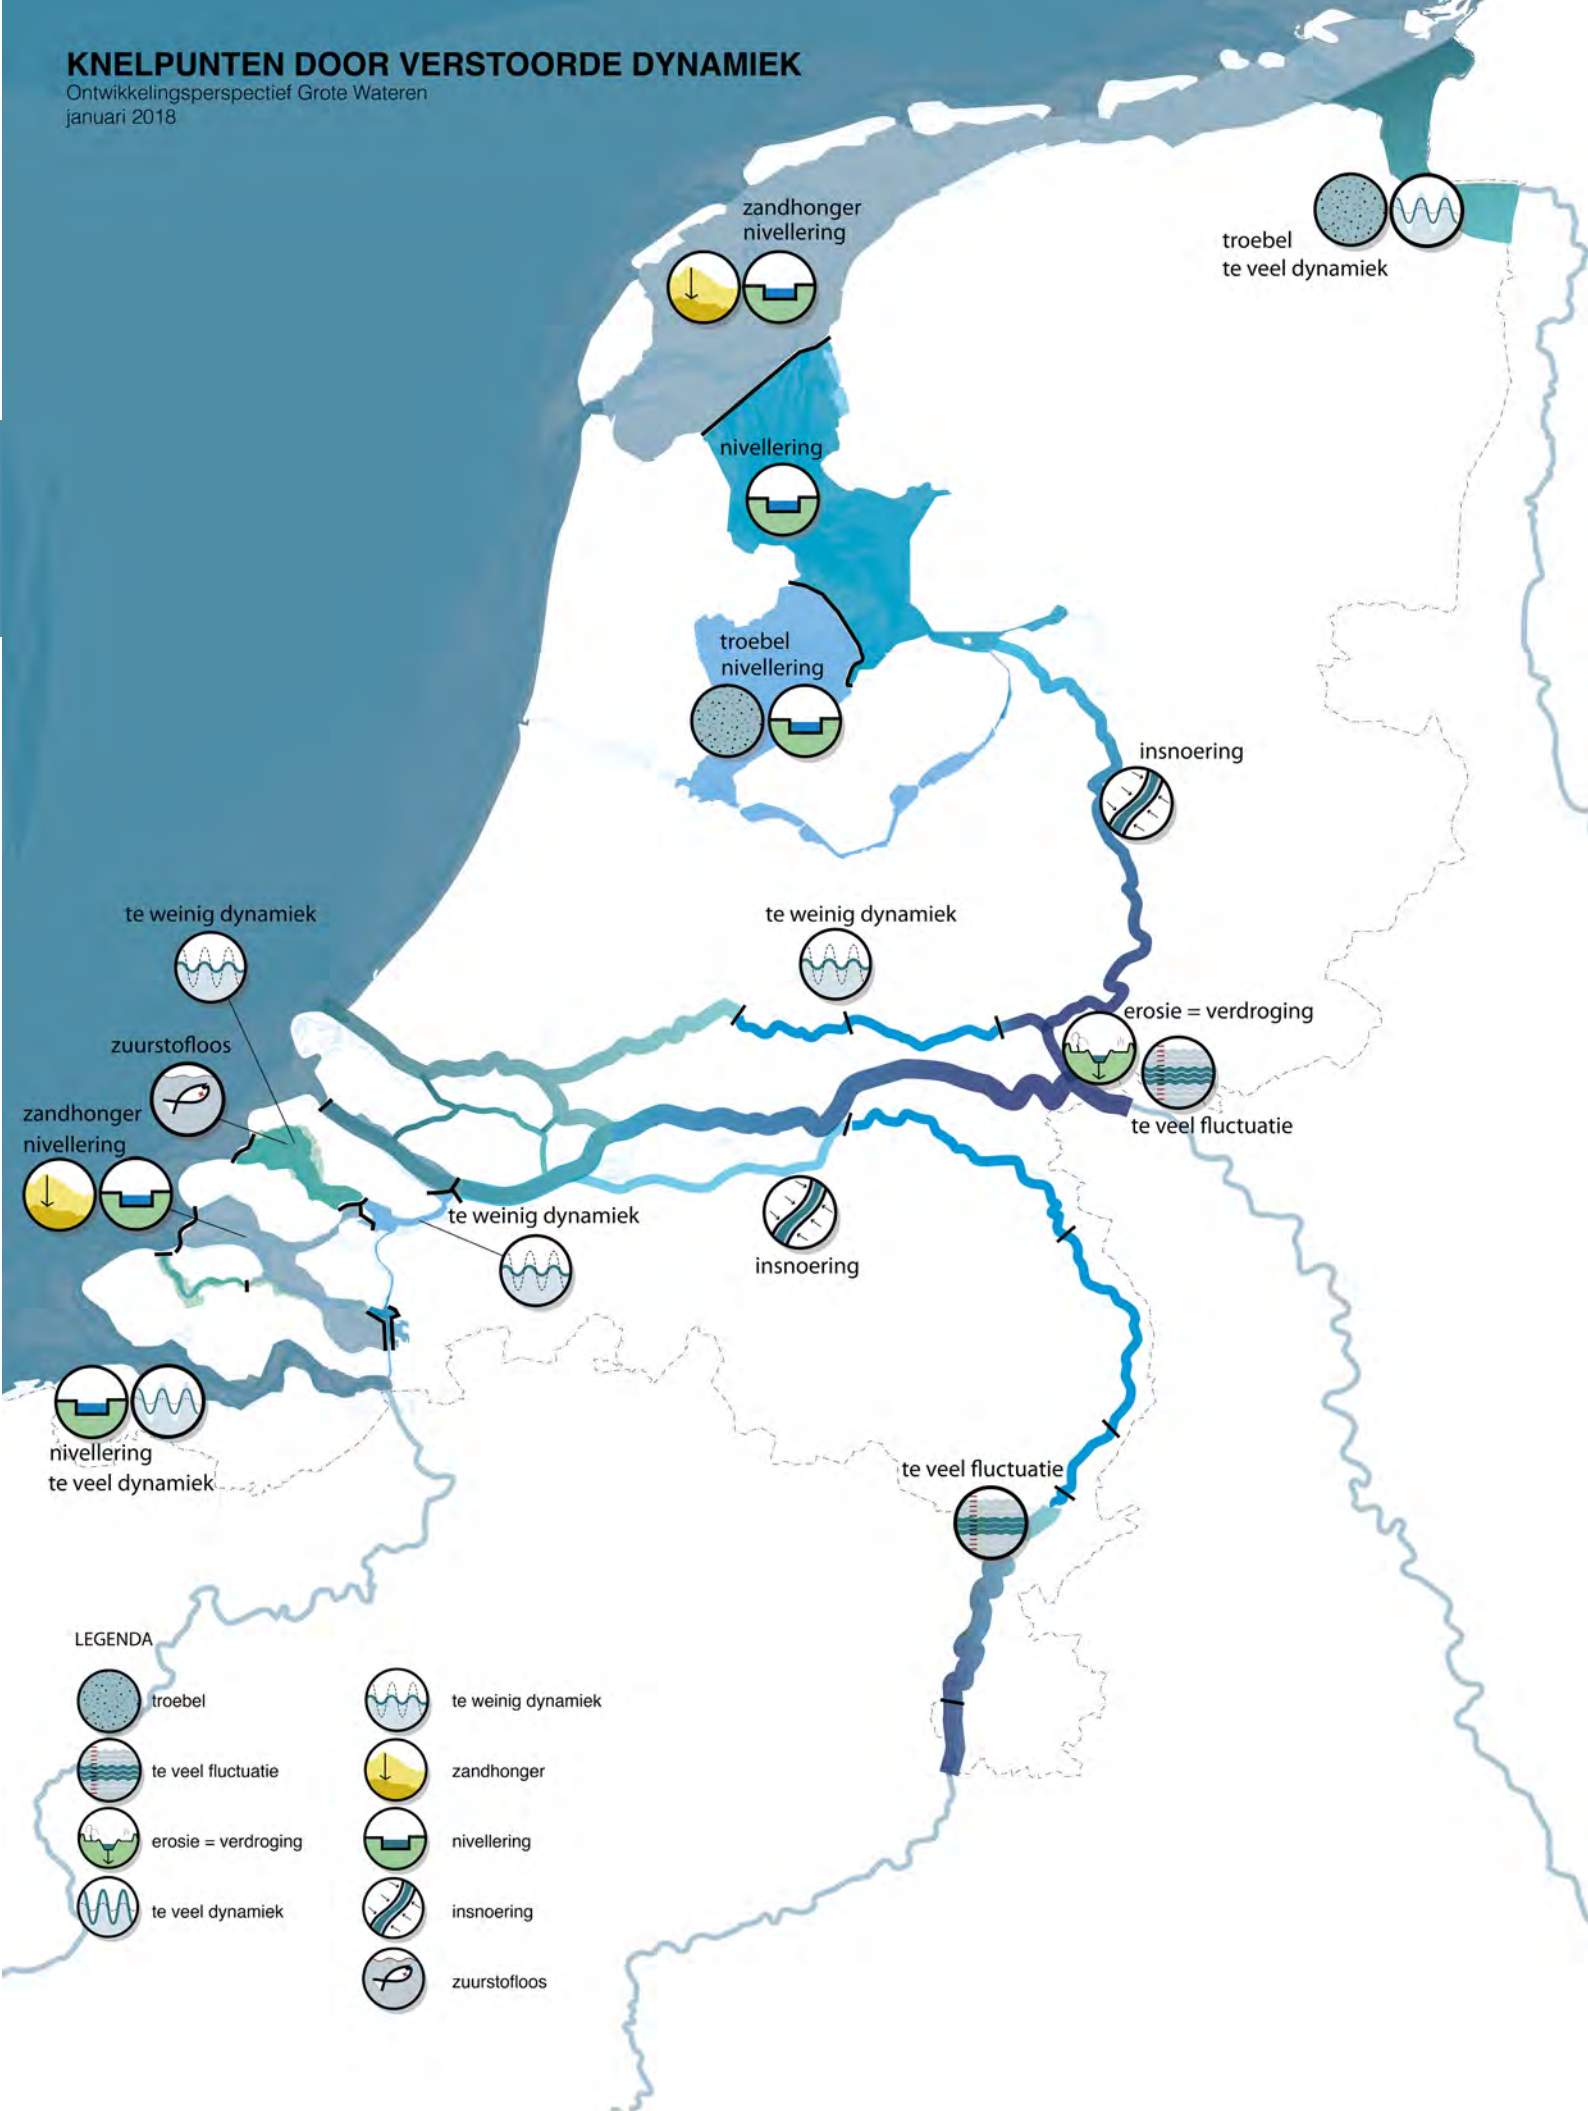 KNELPUNTEN DOOR VERSTOORDE DYNAMIEK
Ontwikkelingsperspectief Grote Wateren
januari 2018
zandhonger
nivellering
troebel
te veel dynamiek
nivellering
troebel
nivellering
insnoering
te weinig dynamiek
te weinig dynamiek
erosie = verdroging
zuurstofloos
zandhonger
nivellering
te veel fluctuatie
te weinig dynamiek
insnoering
nivellering
te veel dynamiek
te veel fluctuatie
LEGENDA
troebel
te veel fluctuatie
erosie = verdroging
te veel dynamiek
te weinig dynamiek
zandhonger
nivellering
insnoering
zuurstofloos